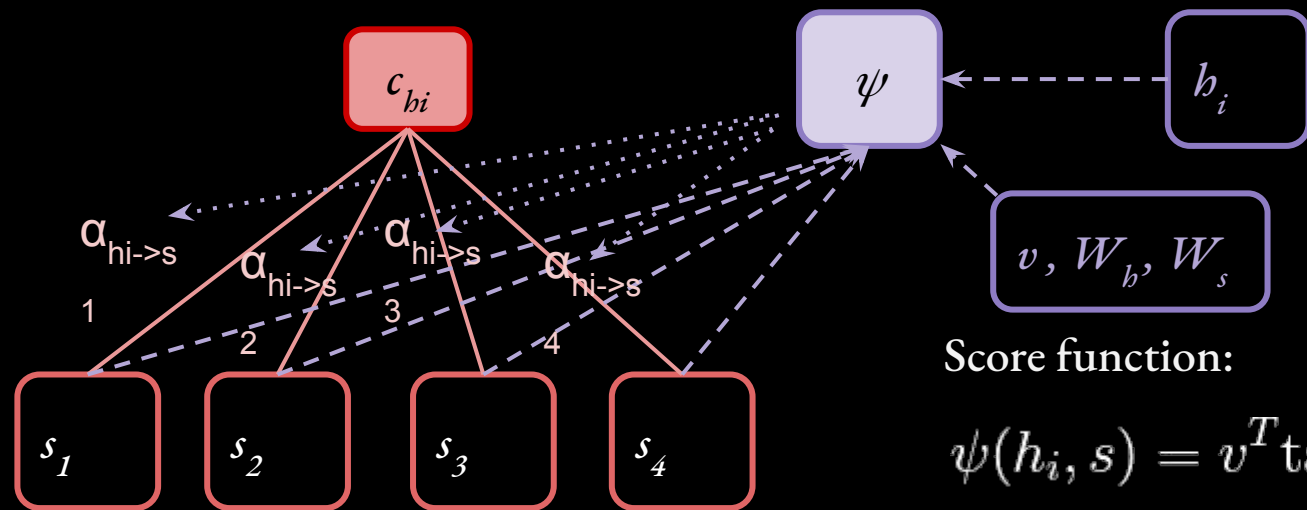 c_hi
ψ
h_i
α_hi->s
1
α_hi->s
2
α_hi->s
3
α_hi->s
4
v, W_h, W_s
Score function:
s_1
s_2
s_3
s_4
ψ(h_i, s) = v^T